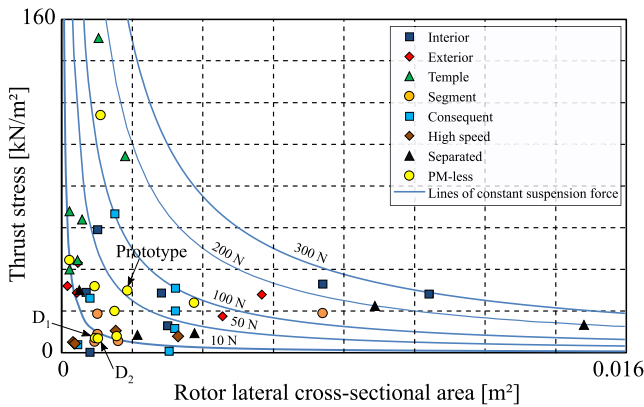 160
Thrust stress [kN/m²]
Interior
Exterior
Temple
Segment
Consequent
High speed
Separated
PM-less
Lines of constant suspension force
Prototype
300 N
200 N
100 N
50 N
10 N
D₁
D₂
0
0
0.016
Rotor lateral cross-sectional area [m²]